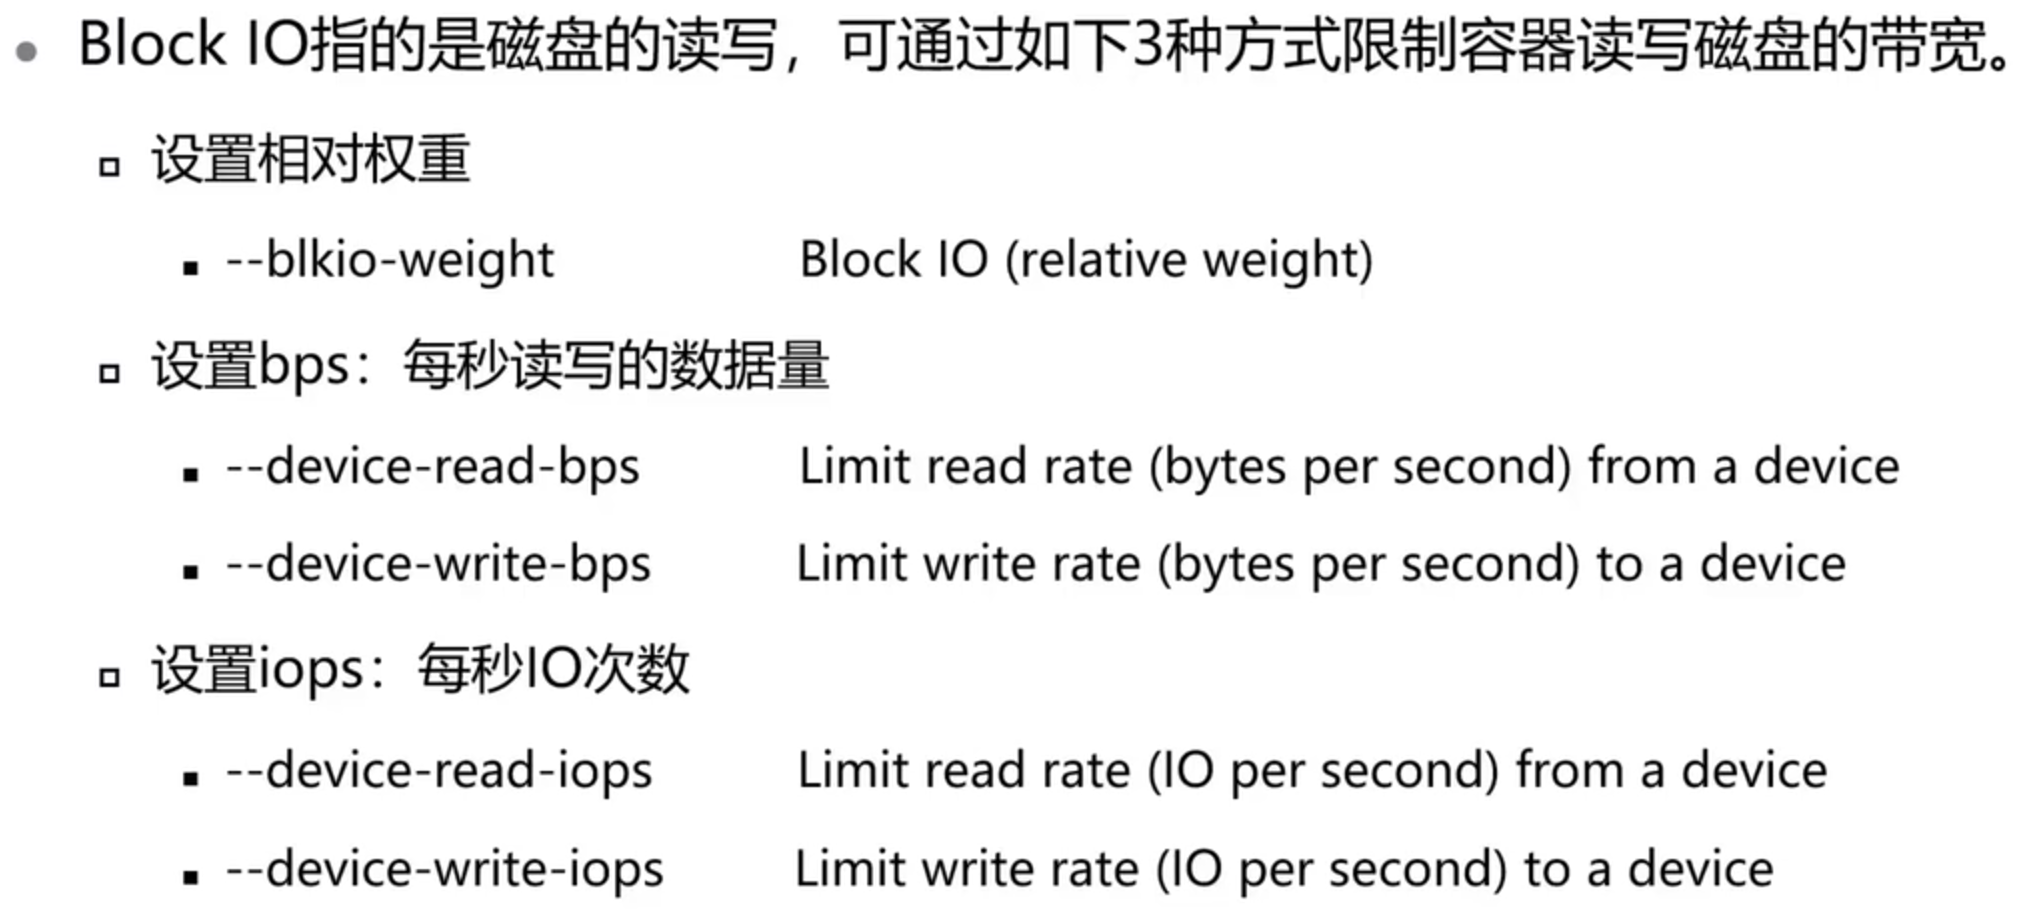 Block IO指的是磁盘的读写，可通过如下3种方式限制容器读写磁盘的带宽。
设置相对权重
--blkio-weight Block IO (relative weight)
设置bps：每秒读写的数据量
--device-read-bps Limit read rate (bytes per second) from a device
--device-write-bps Limit write rate (bytes per second) to a device
设置iops：每秒IO次数
--device-read-iops Limit read rate (IO per second) from a device
--device-write-iops Limit write rate (IO per second) to a device